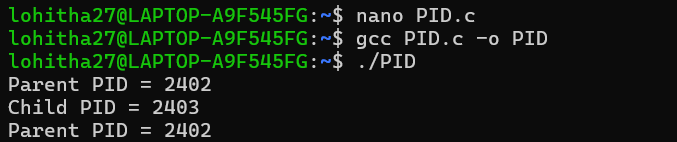 lohitha27@LAPTOP-A9F545FG:~$ nano PID.c
lohitha27@LAPTOP-A9F545FG:~$ gcc PID.c -o PID
lohitha27@LAPTOP-A9F545FG:~$ ./PID
Parent PID = 2402
Child PID = 2403
Parent PID = 2402